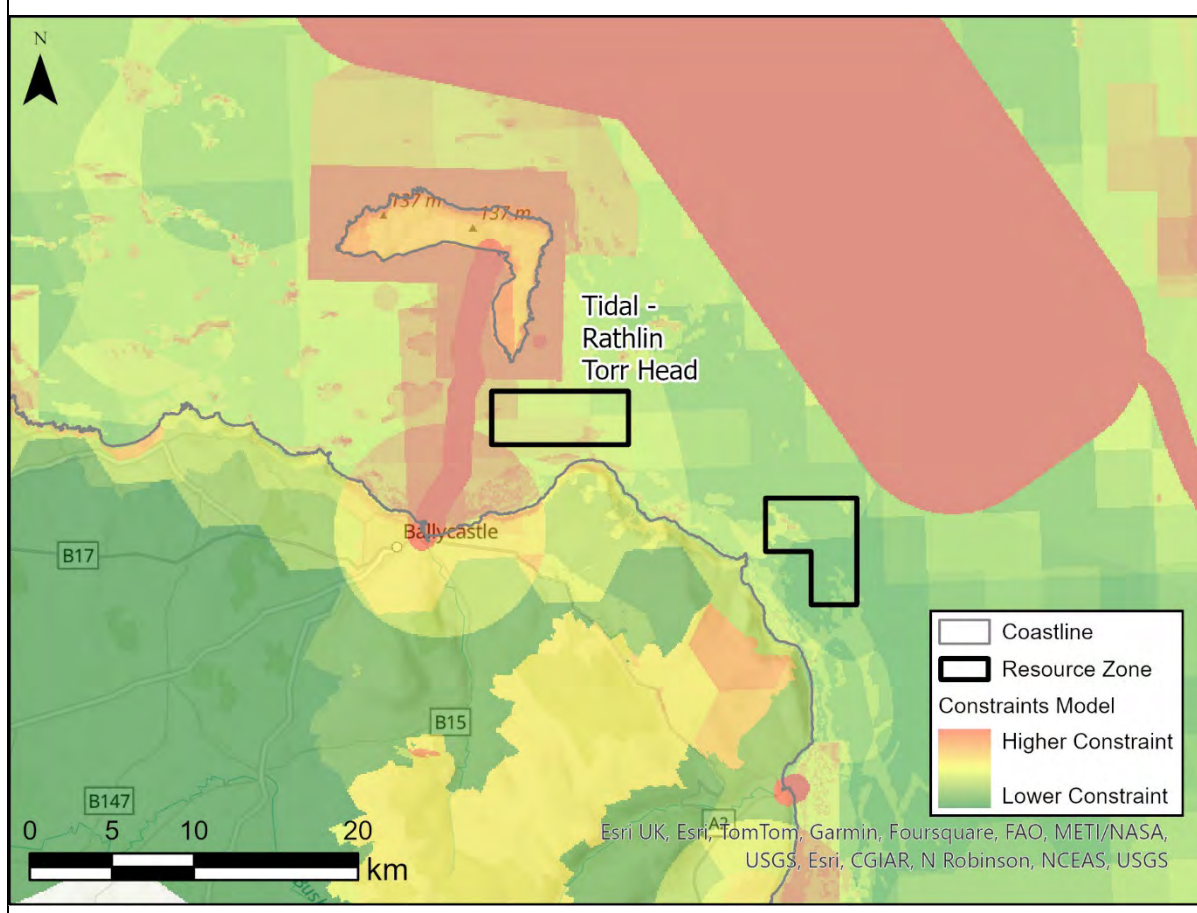 N
137 m
137 m
Tidal -
Rathlin
Torr Head
Ballycastle
B17
B15
B147
A2
Coastline
Resource Zone
Constraints Model
Higher Constraint
Lower Constraint
0 5 10 20
km
Esri UK, Esri, TomTom, Garmin, Foursquare, FAO, METI/NASA,
USGS, Esri, CGIAR, N Robinson, NCEAS, USGS